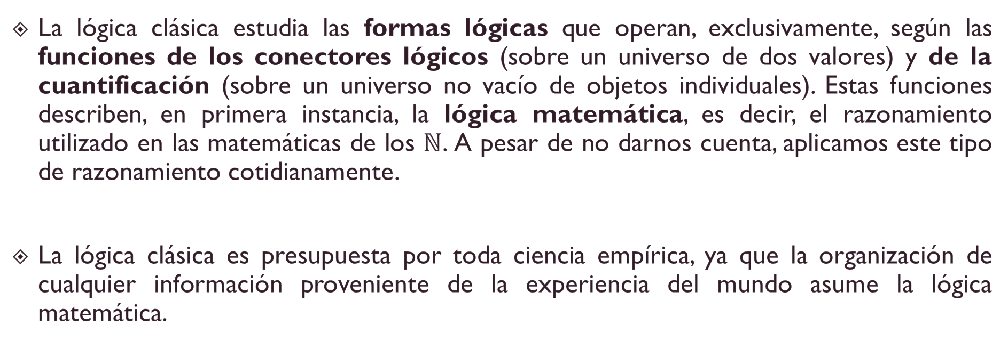 ◈ La lógica clásica estudia las formas lógicas que operan, exclusivamente, según las
funciones de los conectores lógicos (sobre un universo de dos valores) y de la
cuantificación (sobre un universo no vacío de objetos individuales). Estas funciones
describen, en primera instancia, la lógica matemática, es decir, el razonamiento
utilizado en las matemáticas de los ℕ. A pesar de no darnos cuenta, aplicamos este tipo
de razonamiento cotidianamente.
◈ La lógica clásica es presupuesta por toda ciencia empírica, ya que la organización de
cualquier información proveniente de la experiencia del mundo asume la lógica
matemática.